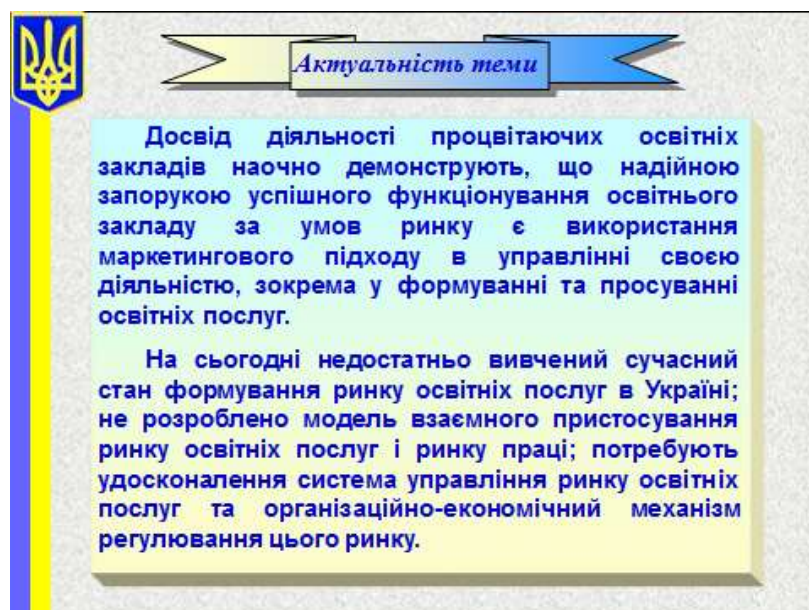 Актуальність теми
Досвід діяльності процвітаючих освітніх
закладів наочно демонструють, що надійною
запорукою успішного функціонування освітнього
закладу за умов ринку є використання
маркетингового підходу в управлінні своєю
діяльністю, зокрема у формуванні та просуванні
освітніх послуг.
На сьогодні недостатньо вивчений сучасний
стан формування ринку освітніх послуг в Україні;
не розроблено модель взаємного пристосування
ринку освітніх послуг і ринку праці; потребують
удосконалення система управління ринку освітніх
послуг та організаційно-економічний механізм
регулювання цього ринку.